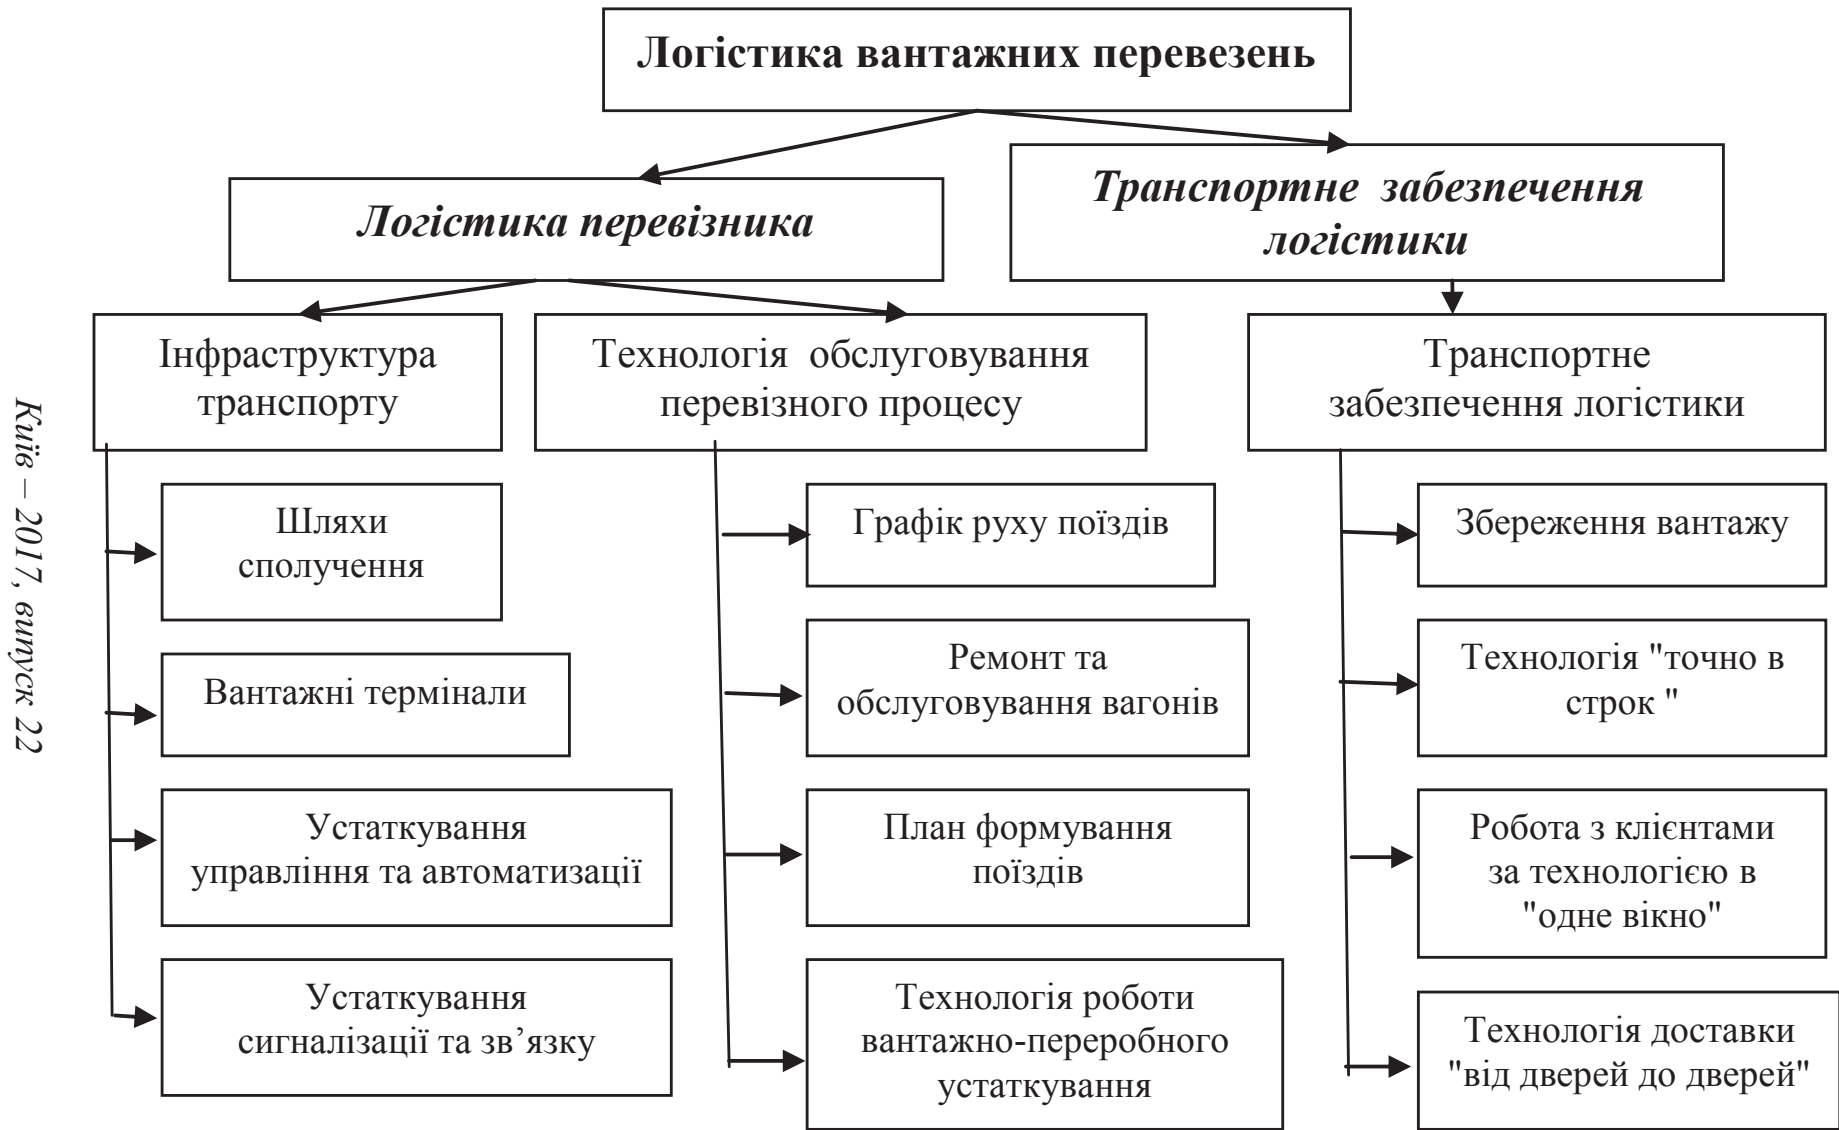 Логістика вантажних перевезень
Логістика перевізника
Транспортне забезпечення
логістики
Інфраструктура
транспорту
Технологія обслуговування
перевізного процесу
Транспортне
забезпечення логістики
Шляхи
сполучення
Вантажні термінали
Устаткування
управління та автоматизації
Устаткування
сигналізації та зв’язку
Графік руху поїздів
Ремонт та
обслуговування вагонів
План формування
поїздів
Технологія роботи
вантажно-переробного
устаткування
Збереження вантажу
Технологія "точно в
строк "
Робота з клієнтами
за технологією в
"одне вікно"
Технологія доставки
"від дверей до дверей"
Київ – 2017, випуск 22